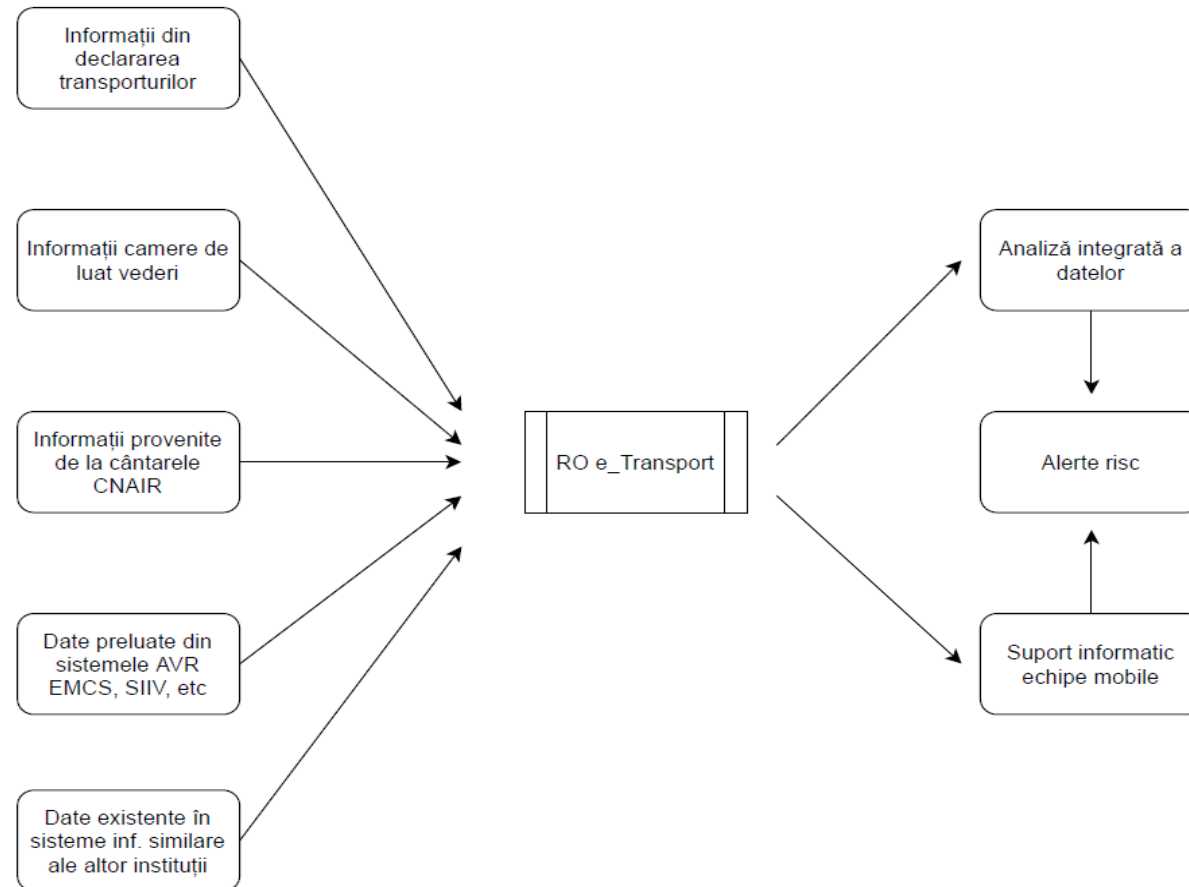 Informații din
declararea
transporturilor
Informații camere de
luat vederi
Informații provenite
de la cântarele
CNAIR
Date preluate din
sistemele AVR
EMCS, SIIV, etc
Date existente în
sisteme inf. similare
ale altor instituții
RO e_Transport
Analiză integrată a
datelor
Alerte risc
Suport informatic
echipe mobile